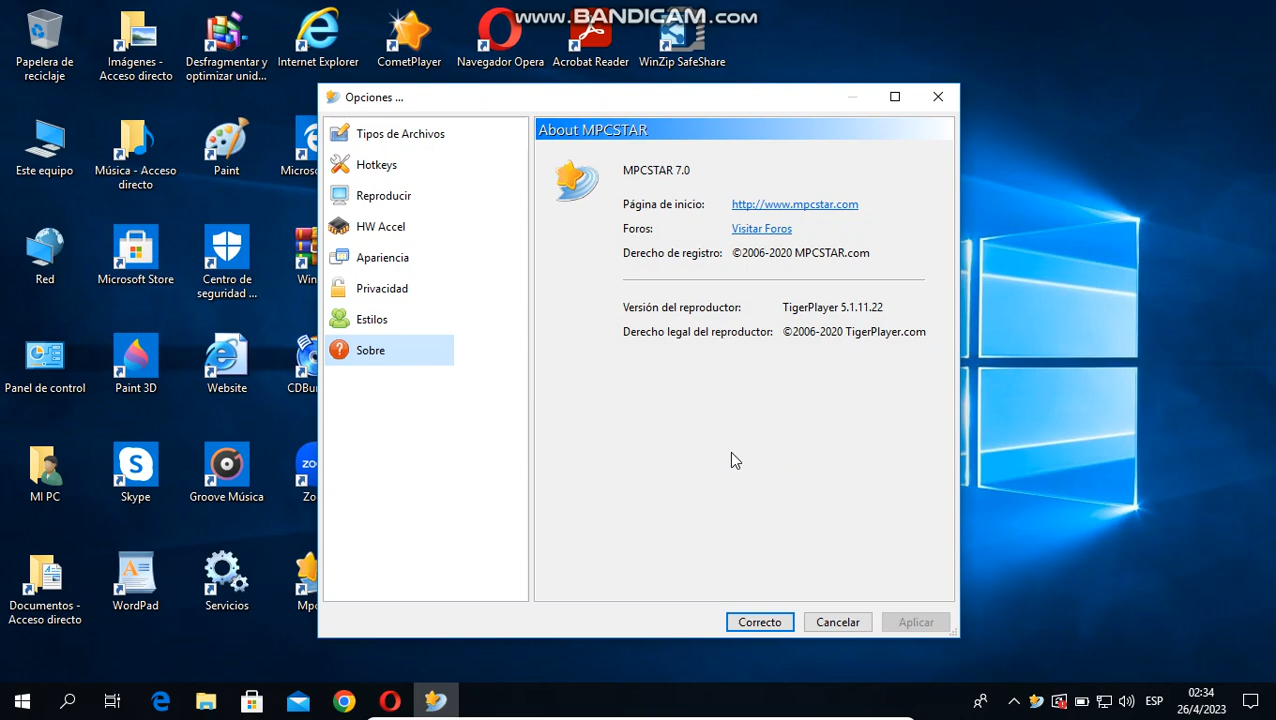 www.BANDICAM.com
Papelera de
reciclaje
Imágenes -
Acceso directo
Desfragmentar y
optimizar unid...
Internet Explorer
CometPlayer
Navegador Opera
Acrobat Reader
WinZip SafeShare
Este equipo
Música - Acceso
directo
Paint
Microso
Red
Microsoft Store
Centro de
seguridad ...
Win
Panel de control
Paint 3D
Website
CDBur
MI PC
Skype
Groove Música
Zo
Documentos -
Acceso directo
WordPad
Servicios
Mp
Opciones ...
Tipos de Archivos
Hotkeys
Reproducir
HW Accel
Apariencia
Privacidad
Estilos
Sobre
About MPCSTAR
MPCSTAR 7.0
Página de inicio: http://www.mpcstar.com
Foros: Visitar Foros
Derecho de registro: ©2006-2020 MPCSTAR.com
Versión del reproductor: TigerPlayer 5.1.11.22
Derecho legal del reproductor: ©2006-2020 TigerPlayer.com
Correcto
Cancelar
Aplicar
ESP
02:34
26/4/2023